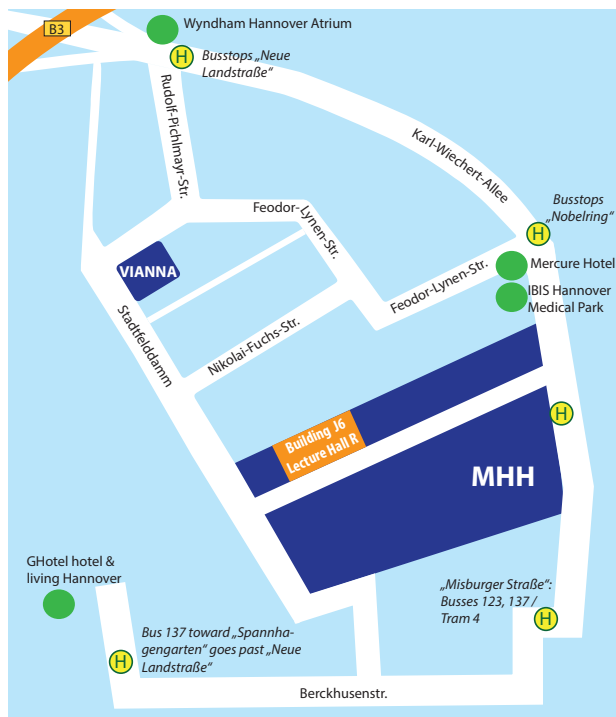 B3
Wyndham Hannover Atrium
Busstops „Neue
Landstraße“
Rudolf-Pichlmayr-Str.
Karl-Wiechert-Allee
Feodor-Lynen-Str.
Busstops
„Nobelring“
H
H
VIANNA
Mercure Hotel
IBIS Hannover
Medical Park
Feodor-Lynen-Str.
Stadtfelddamm
Nikolai-Fuchs-Str.
H
Building J6
Lecture Hall R
MHH
GHotel hotel &
living Hannover
„Misburger Straße“:
Busses 123, 137 /
Tram 4
H
Bus 137 toward „Spannha-
gengarten“ goes past „Neue
Landstraße“
H
Berckhusenstr.